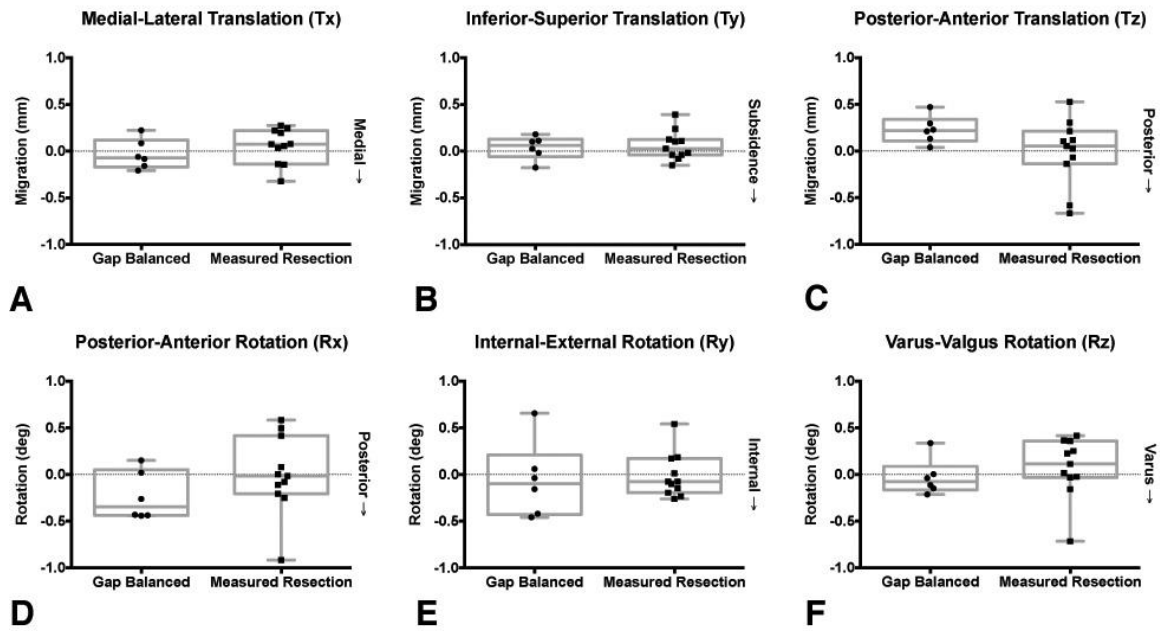 Medial-Lateral Translation (Tx)
1.0
0.5
0.0
-0.5
-1.0
Migration (mm)
Medial →
Gap Balanced Measured Resection
A
Inferior-Superior Translation (Ty)
1.0
0.5
0.0
-0.5
-1.0
Migration (mm)
Subsidence →
Gap Balanced Measured Resection
B
Posterior-Anterior Translation (Tz)
1.0
0.5
0.0
-0.5
-1.0
Migration (mm)
Posterior →
Gap Balanced Measured Resection
C
Posterior-Anterior Rotation (Rx)
1.0
0.5
0.0
-0.5
-1.0
Rotation (deg)
Posterior →
Gap Balanced Measured Resection
D
Internal-External Rotation (Ry)
1.0
0.5
0.0
-0.5
-1.0
Rotation (deg)
Internal →
Gap Balanced Measured Resection
E
Varus-Valgus Rotation (Rz)
1.0
0.5
0.0
-0.5
-1.0
Rotation (deg)
Varus →
Gap Balanced Measured Resection
F